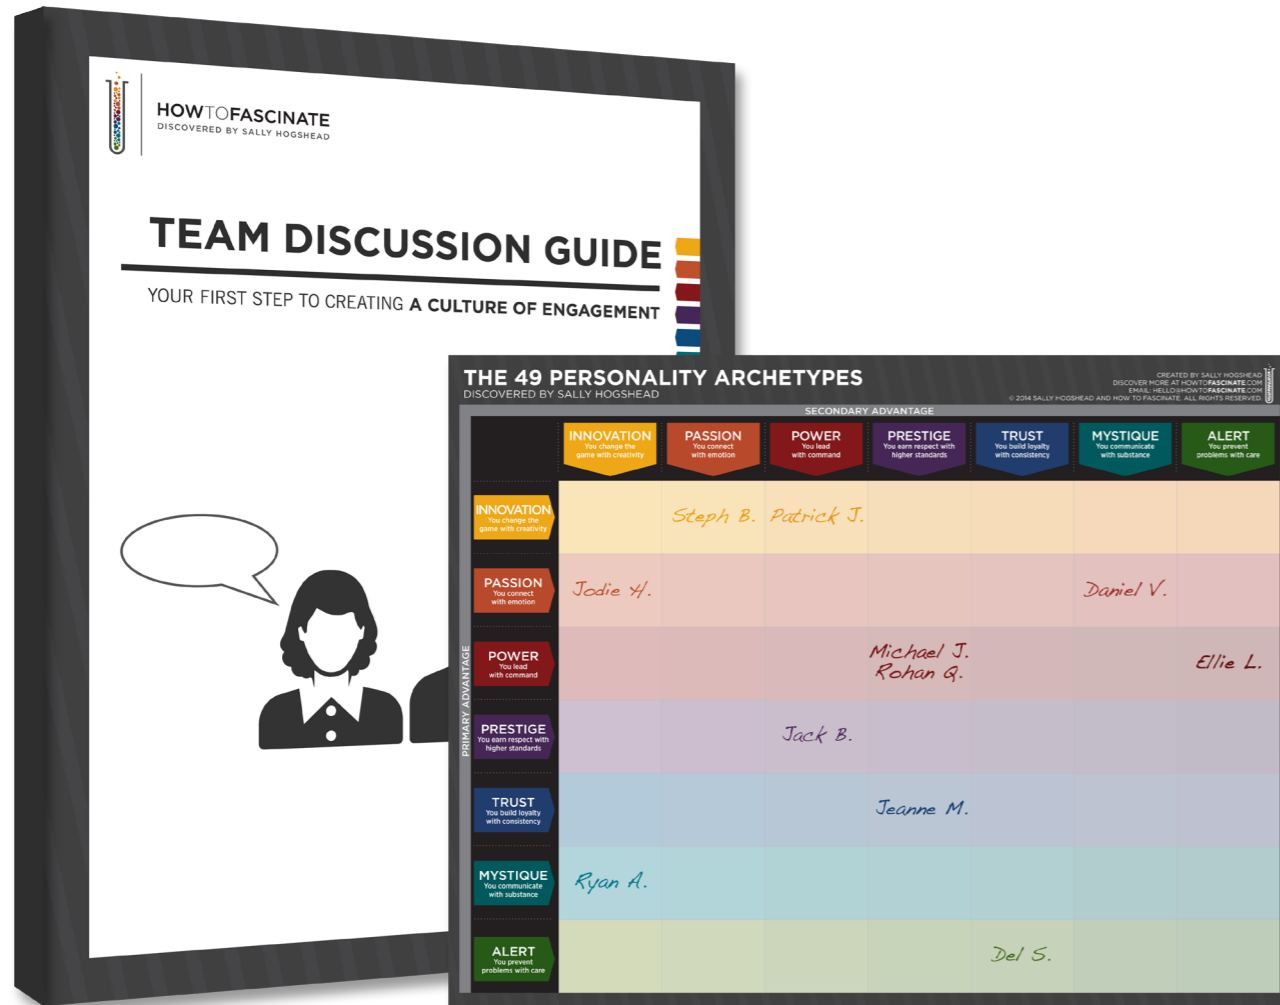 HOWTOFASCINATE
DISCOVERED BY SALLY HOGSHEAD
TEAM DISCUSSION GUIDE
YOUR FIRST STEP TO CREATING A CULTURE OF ENGAGEMENT
THE 49 PERSONALITY ARCHETYPES
DISCOVERED BY SALLY HOGSHEAD
CREATED BY SALLY HOGSHEAD
DISCOVER MORE AT HOWTOFASCINATE.COM
EMAIL: HELLO@HOWTOFASCINATE.COM
© 2014 SALLY HOGSHEAD AND HOW TO FASCINATE. ALL RIGHTS RESERVED.
SECONDARY ADVANTAGE
INNOVATION
You change the
game with creativity
PASSION
You connect
with emotion
POWER
You lead
with command
PRESTIGE
You earn respect with
higher standards
TRUST
You build loyalty
with consistency
MYSTIQUE
You communicate
with substance
ALERT
You prevent
problems with care
PRIMARY ADVANTAGE
INNOVATION
You change the
game with creativity
Steph B.
Patrick J.
PASSION
You connect
with emotion
Jodie H.
Daniel V.
POWER
You lead
with command
Michael J.
Rohan Q.
Ellie L.
PRESTIGE
You earn respect with
higher standards
Jack B.
TRUST
You build loyalty
with consistency
Jeanne M.
MYSTIQUE
You communicate
with substance
Ryan A.
ALERT
You prevent
problems with care
Del S.